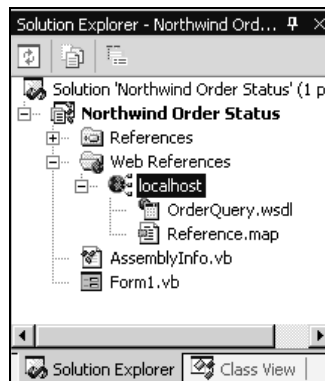 Solution Explorer - Northwind Ord...
Solution 'Northwind Order Status' (1 p
Northwind Order Status
References
Web References
localhost
OrderQuery.wsdl
Reference.map
AssemblyInfo.vb
Form1.vb
Solution Explorer
Class View